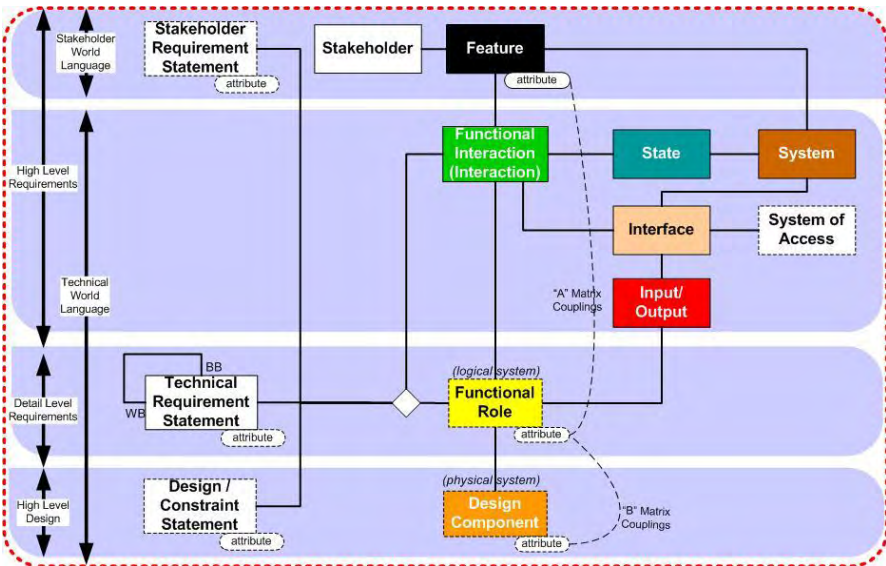 Stakeholder
World
Language
Stakeholder
Requirement
Statement
attribute
Stakeholder
Feature
attribute
High Level
Requirements
Functional
Interaction
(Interaction)
State
System
Interface
System of
Access
Technical
World
Language
"A" Matrix
Couplings
Input/
Output
Detail Level
Requirements
BB
WB
Technical
Requirement
Statement
attribute
(logical system)
Functional
Role
attribute
High Level
Design
Design /
Constraint
Statement
attribute
(physical system)
Design
Component
attribute
"B" Matrix
Couplings